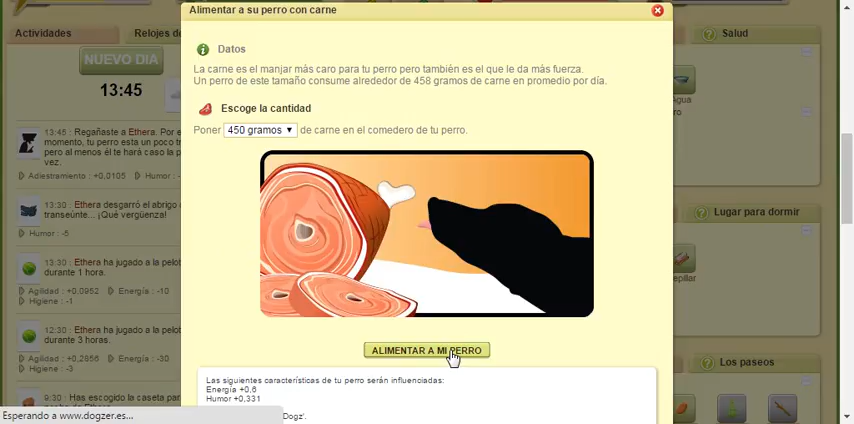 Alimentar a su perro con carne
Actividades
Relojes de
Salud
Datos
NUEVO DIA
La carne es el manjar más caro para tu perro pero también es el que le da más fuerza.
Un perro de este tamaño consume alrededor de 458 gramos de carne en promedio por día.
13:45
Agua
Escoge la cantidad
Poner 450 gramos de carne en el comedero de tu perro.
13:45 : Regañaste a Ethera. Por e
momento, tu perro esta un poco tr
pero al menos él te hará caso la p
vez.
Adiestramiento : +0,0105 Humor : -
13:30 : Ethera desgarró el abrigo d
transeúnte... ¡Qué vergüenza!
Humor : -5
Lugar para dormir
13:30 : Ethera ha jugado a la pelot
durante 1 hora.
Agilidad : +0,0952 Energía : -10
Higiene : -1
epillar
12:30 : Ethera ha jugado a la pelot
durante 3 horas.
Agilidad : +0,2856 Energía : -30
Higiene : -3
ALIMENTAR A MI PERRO
Los paseos
Las siguientes características de tu perro serán influenciadas:
Energía +0,6
Humor +0,331
9:30 : Has escogido la caseta par
Dogz'.
Esperando a www.dogzer.es...